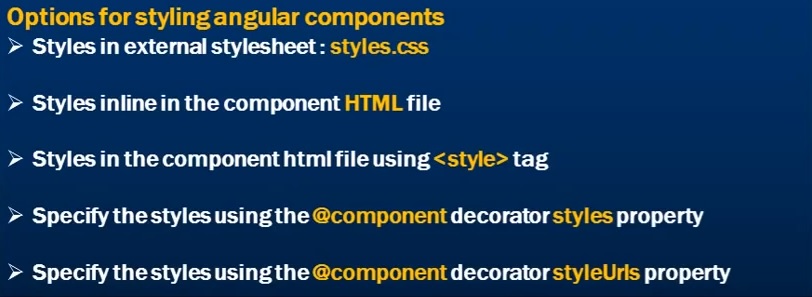 Options for styling angular components
➢ Styles in external stylesheet : styles.css
➢ Styles inline in the component HTML file
➢ Styles in the component html file using <style> tag
➢ Specify the styles using the @component decorator styles property
➢ Specify the styles using the @component decorator styleUrls property